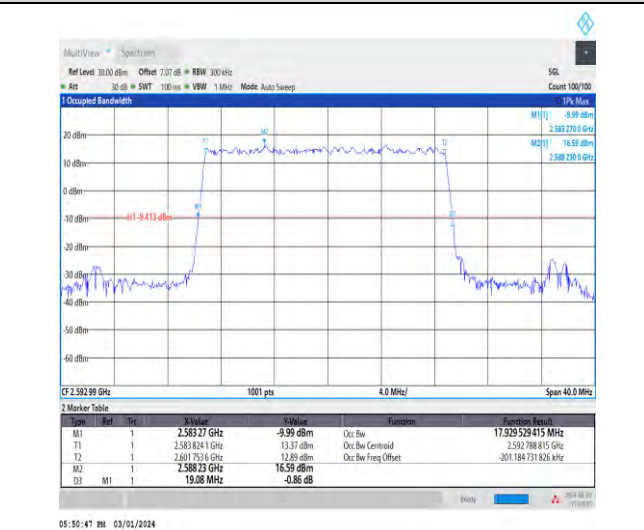 MultiView Spectrum
Ref Level 30.00 dBm Offset 7.07 dB RBW 300 kHz SGL
Att 30 dB SWT 100 ms VBW 1 MHz Mode Auto Sweep Count 100/100
1 Occupied Bandwidth 1Pk Max
M1[1] -9.99 dBm
2.583 270 0 GHz
M2[1] 16.59 dBm
2.588 230 0 GHz
20 dBm
M2
T1 T2
10 dBm
0 dBm
M1
-10 dBm H1 -9.413 dBm D3
-20 dBm
-30 dBm
-40 dBm
-50 dBm
-60 dBm
CF 2.592 99 GHz 1001 pts 4.0 MHz/ Span 40.0 MHz
2 Marker Table
Type Ref Trc X-Value Y-Value Function Function Result
M1 1 2.583 27 GHz -9.99 dBm Occ Bw 17.929 529 415 MHz
T1 1 2.583 824 1 GHz 13.37 dBm Occ Bw Centroid 2.592 788 815 GHz
T2 1 2.601 753 6 GHz 12.89 dBm Occ Bw Freq Offset -201.184 731 826 kHz
M2 1 2.588 23 GHz 16.59 dBm
D3 M1 1 19.08 MHz -0.86 dB
05:50:47 PM 03/01/2024